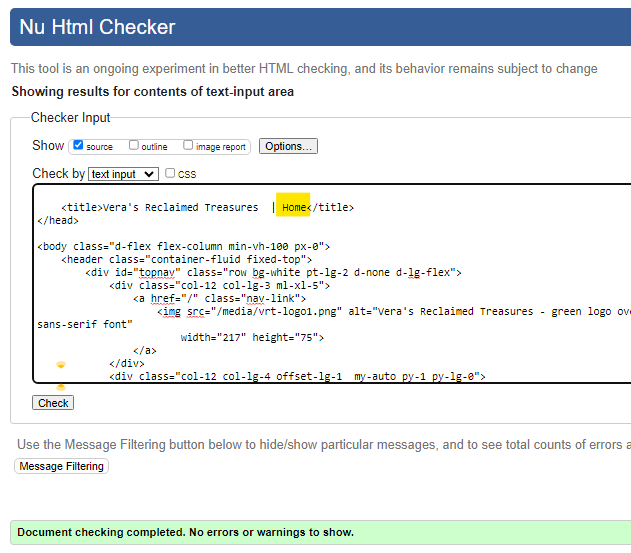 Nu Html Checker
This tool is an ongoing experiment in better HTML checking, and its behavior remains subject to change
Showing results for contents of text-input area
Checker Input
Show source outline image report Options...
Check by text input css
<title>Vera's Reclaimed Treasures | Home</title>
</head>
<body class="d-flex flex-column min-vh-100 px-0">
<header class="container-fluid fixed-top">
<div id="topnav" class="row bg-white pt-lg-2 d-none d-lg-flex">
<div class="col-12 col-lg-3 ml-xl-5">
<a href="/" class="nav-link">
<img src="/media/vrt-logo1.png" alt="Vera's Reclaimed Treasures - green logo ove
sans-serif font"
width="217" height="75">
</a>
</div>
<div class="col-12 col-lg-4 offset-lg-1  my-auto py-1 py-lg-0">
Check
Use the Message Filtering button below to hide/show particular messages, and to see total counts of errors a
Message Filtering
Document checking completed. No errors or warnings to show.